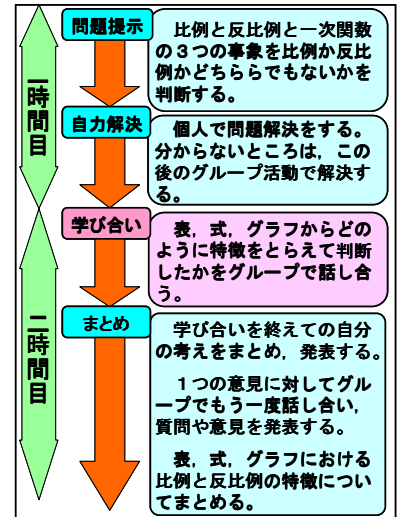 一時間目
問題提示
比例と反比例と一次関数
の３つの事象を比例か反比
例かどちららでもないかを
判断する。
自力解決
個人で問題解決をする。
分からないところは，この
後のグループ活動で解決す
る。
二時間目
学び合い
表，式，グラフからどの
ように特徴をとらえて判断
したかをグループで話し合
う。
まとめ
学び合いを終えての自分
の考えをまとめ，発表する。
１つの意見に対してグル
ープでもう一度話し合い，
質問や意見を発表する。
表，式，グラフにおける
比例と反比例の特徴につい
てまとめる。